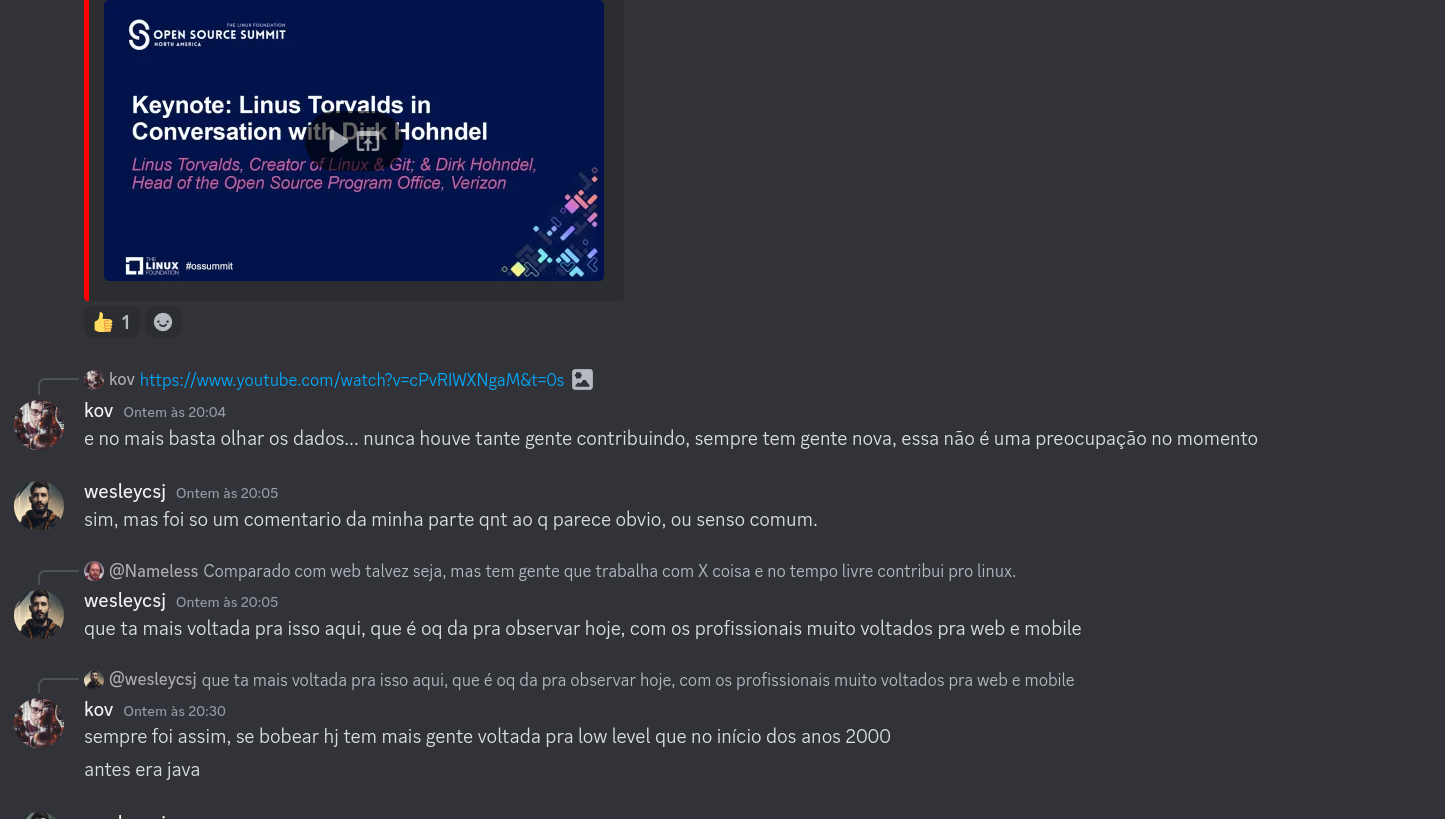 THE LINUX FOUNDATION
OPEN SOURCE SUMMIT
NORTH AMERICA
Keynote: Linus Torvalds in
Conversation with Dirk Hohndel
Linus Torvalds, Creator of Linux & Git; & Dirk Hohndel,
Head of the Open Source Program Office, Verizon
THE
LINUX
FOUNDATION
#ossummit
1
kov https://www.youtube.com/watch?v=cPvRIWXNgaM&t=0s
kov Ontem às 20:04
e no mais basta olhar os dados... nunca houve tante gente contribuindo, sempre tem gente nova, essa não é uma preocupação no momento
wesleycsj Ontem às 20:05
sim, mas foi so um comentario da minha parte qnt ao q parece obvio, ou senso comum.
@Nameless Comparado com web talvez seja, mas tem gente que trabalha com X coisa e no tempo livre contribui pro linux.
wesleycsj Ontem às 20:05
que ta mais voltada pra isso aqui, que é oq da pra observar hoje, com os profissionais muito voltados pra web e mobile
@wesleycsj que ta mais voltada pra isso aqui, que é oq da pra observar hoje, com os profissionais muito voltados pra web e mobile
kov Ontem às 20:30
sempre foi assim, se bobear hj tem mais gente voltada pra low level que no início dos anos 2000
antes era java